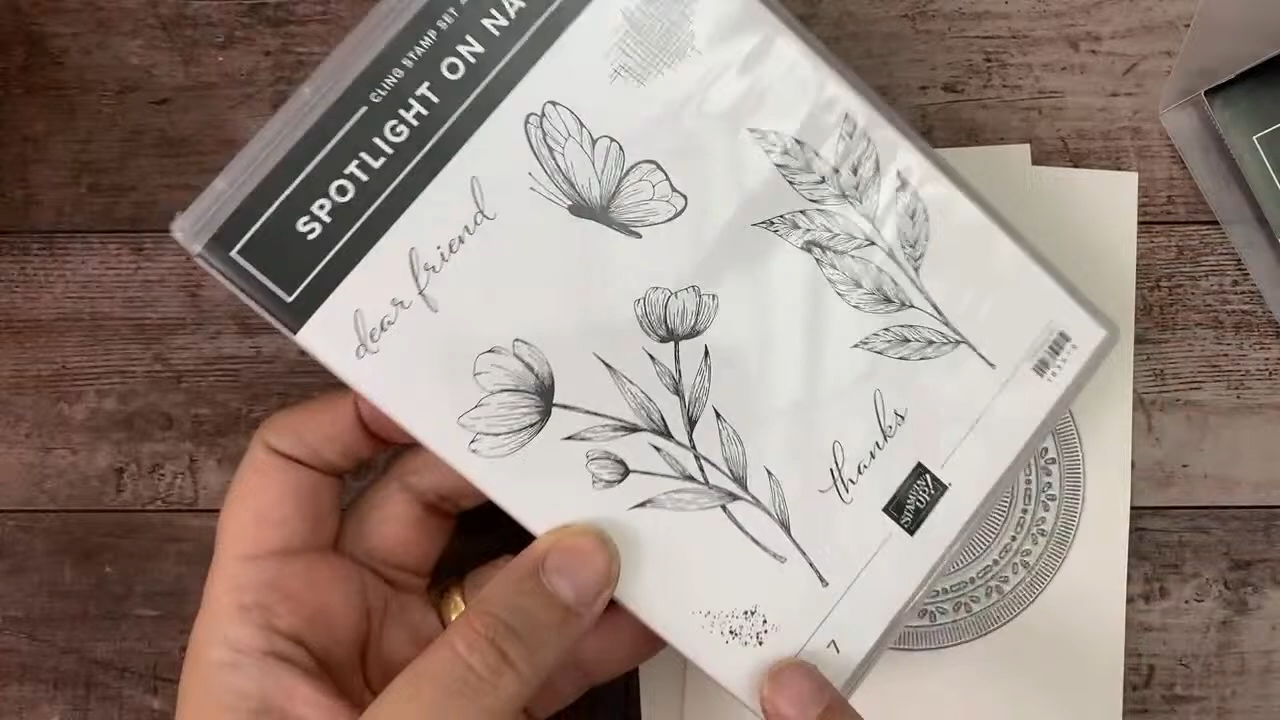 CLING STAMP SET
SPOTLIGHT ON NA
dear friend
thanks
STAMPIN'
UP!
7